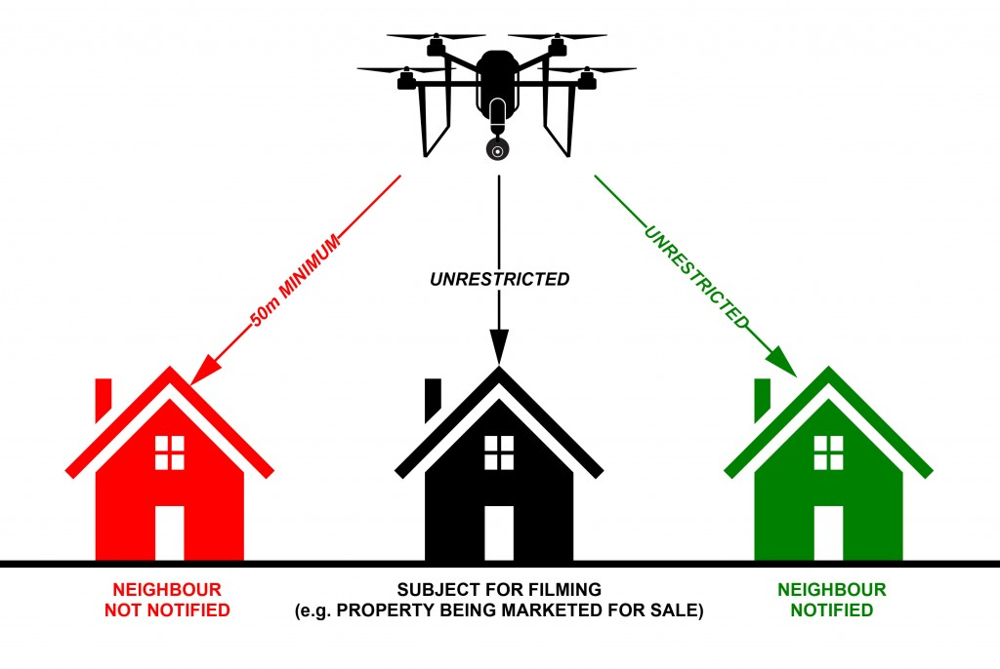 50m MINIMUM
UNRESTRICTED
UNRESTRICTED
NEIGHBOUR
NOT NOTIFIED
SUBJECT FOR FILMING
(e.g. PROPERTY BEING MARKETED FOR SALE)
NEIGHBOUR
NOTIFIED